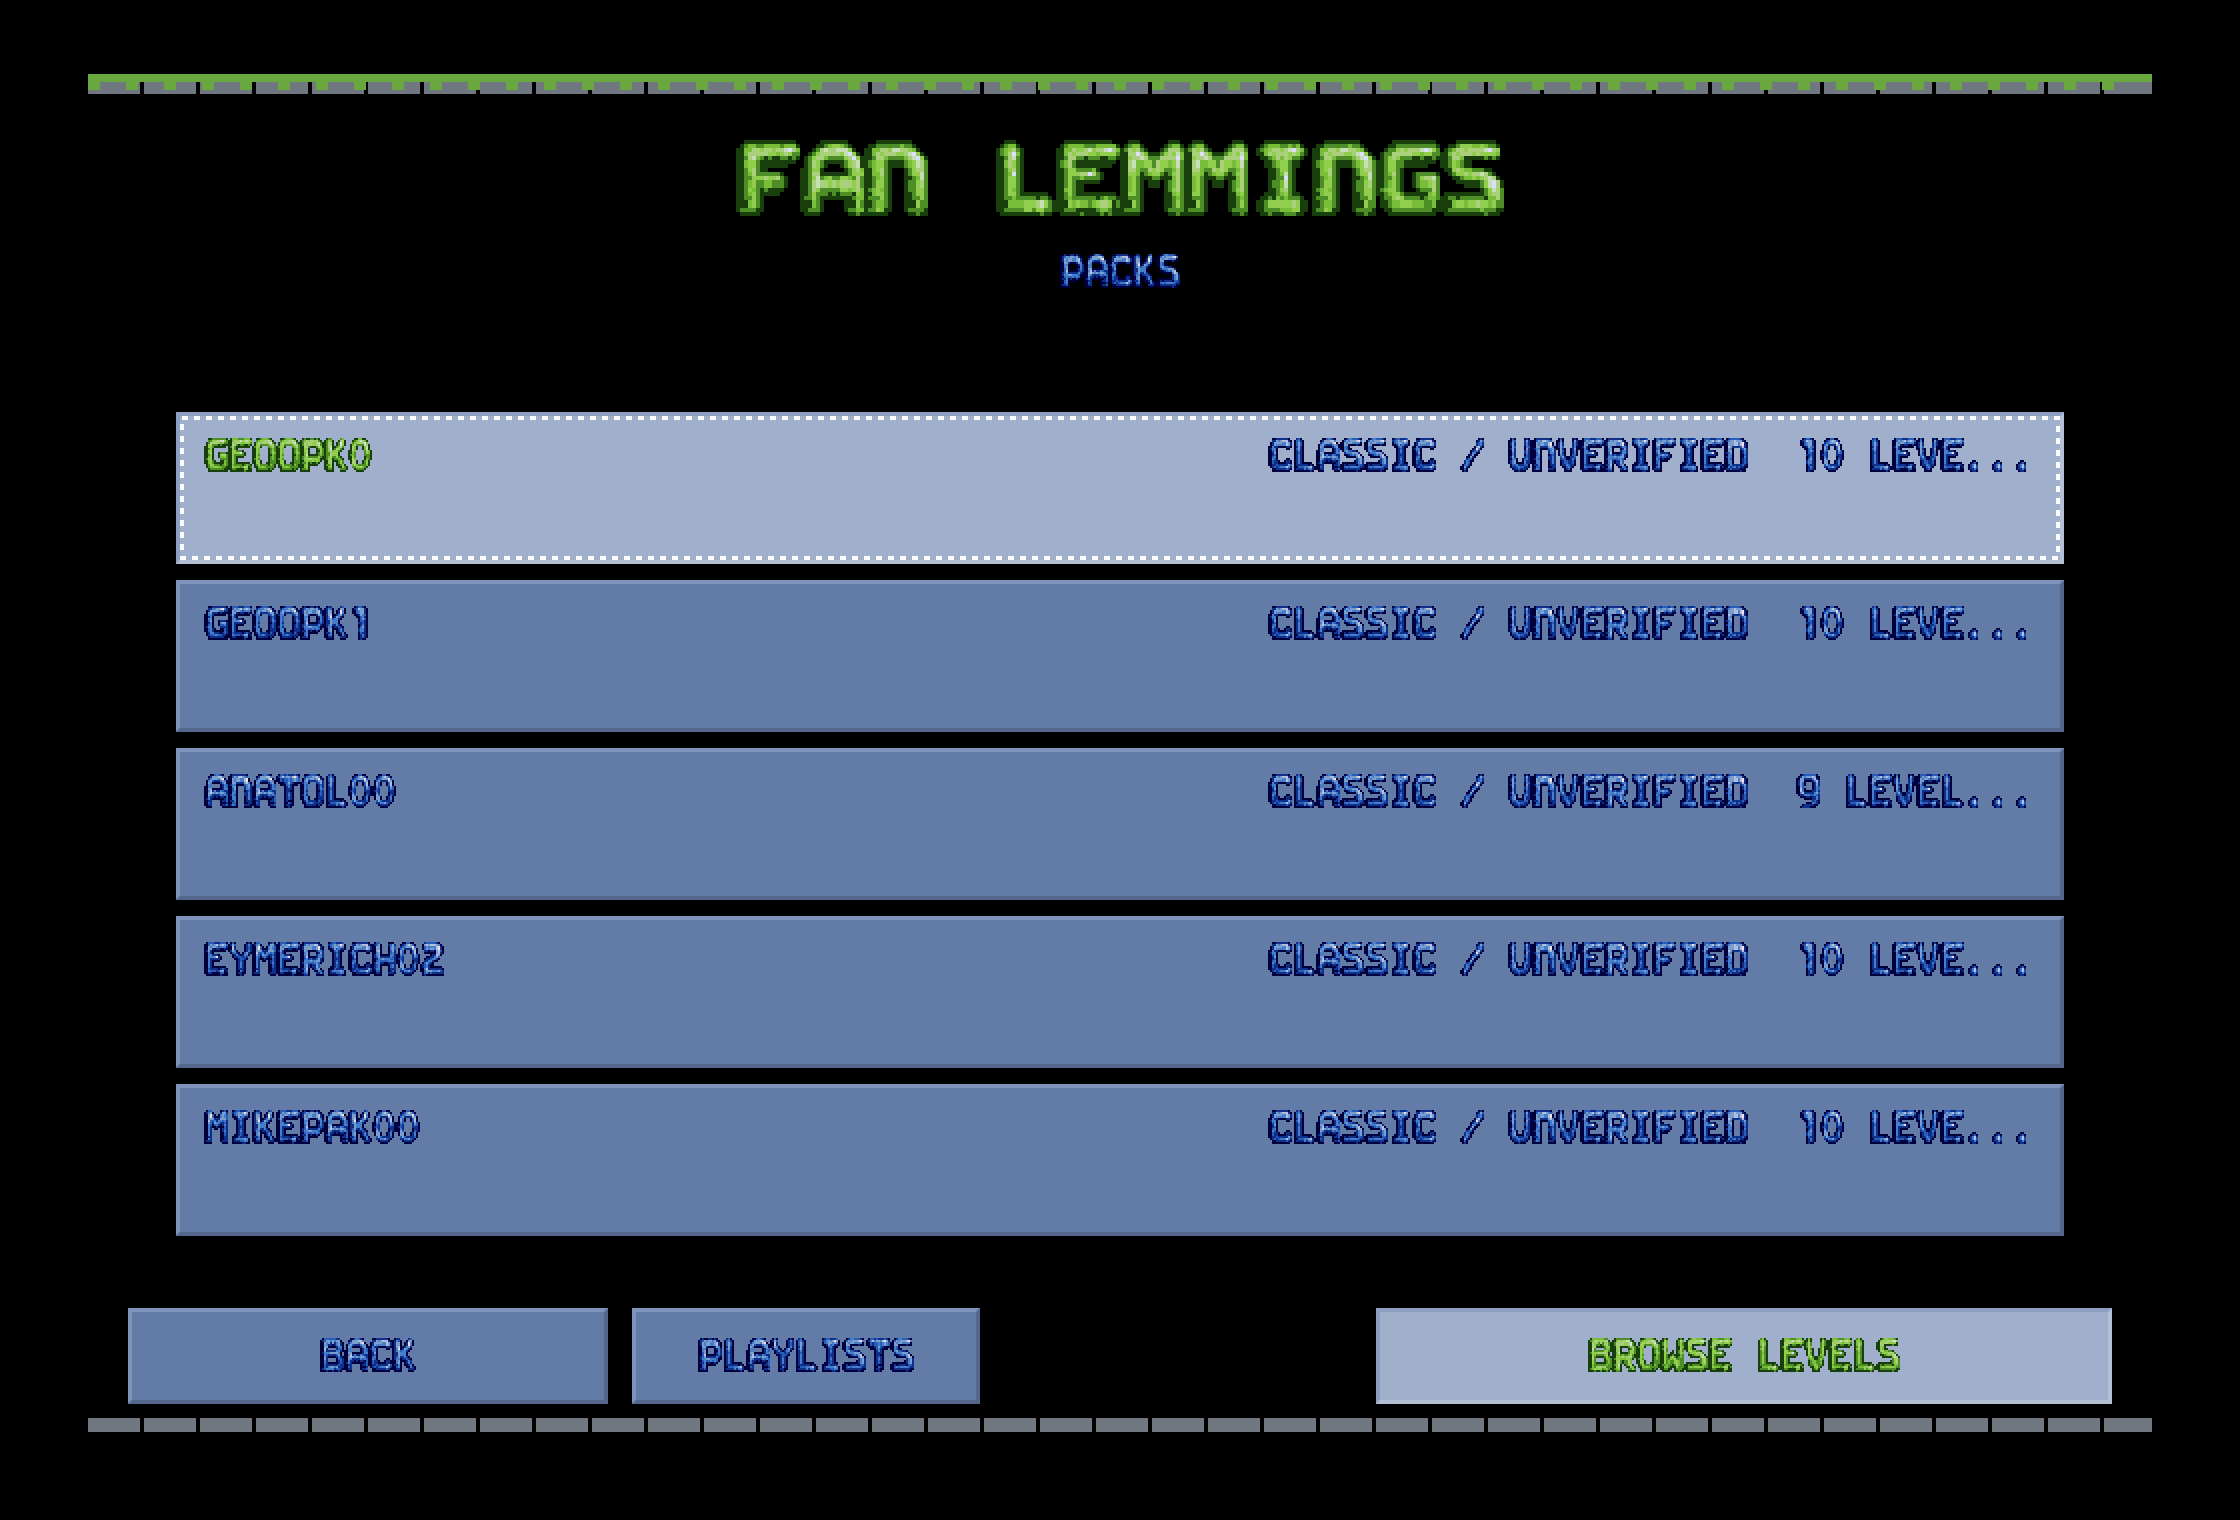 FAN LEMMINGS
PACKS
GEOOPK0 CLASSIC / UNVERIFIED 10 LEVE...
GEOOPK1 CLASSIC / UNVERIFIED 10 LEVE...
ANATOL00 CLASSIC / UNVERIFIED 9 LEVEL...
EYMERICH02 CLASSIC / UNVERIFIED 10 LEVE...
MIKEPAK00 CLASSIC / UNVERIFIED 10 LEVE...
BACK PLAYLISTS BROWSE LEVELS